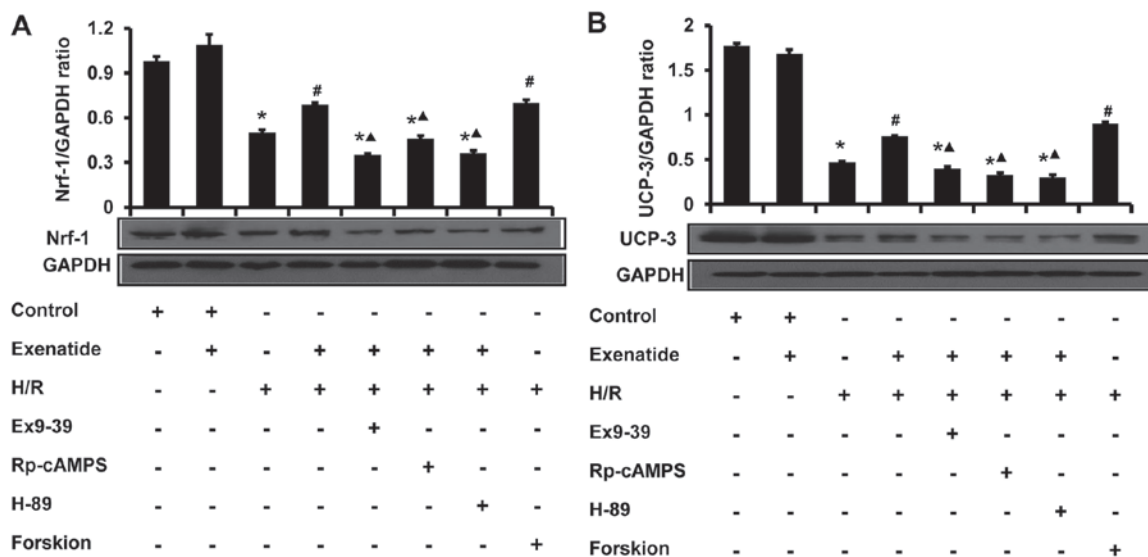 A
Nrf-1/GAPDH ratio
1.2
0.9
0.6
0.3
0
* # *▲ *▲ *▲ #
Nrf-1
GAPDH
Control + + - - - - - -
Exenatide - + - + + + + -
H/R - - + + + + + +
Ex9-39 - - - - + - - -
Rp-cAMPS - - - - - + - -
H-89 - - - - - - + -
Forskion - - - - - - - +
B
UCP-3/GAPDH ratio
2
1.5
1
0.5
0
* # *▲ *▲ *▲ #
UCP-3
GAPDH
Control + + - - - - - -
Exenatide - + - + + + + -
H/R - - + + + + + +
Ex9-39 - - - - + - - -
Rp-cAMPS - - - - - + - -
H-89 - - - - - - + -
Forskion - - - - - - - +